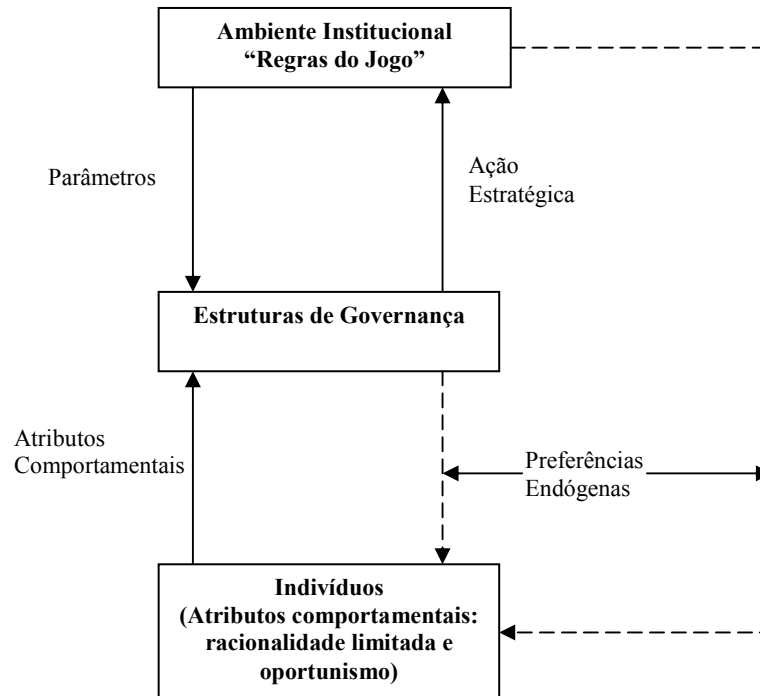 Ambiente Institucional
“Regras do Jogo”
Parâmetros
Ação
Estratégica
Estruturas de Governança
Atributos
Comportamentais
Preferências
Endógenas
Indivíduos
(Atributos comportamentais:
racionalidade limitada e
oportunismo)